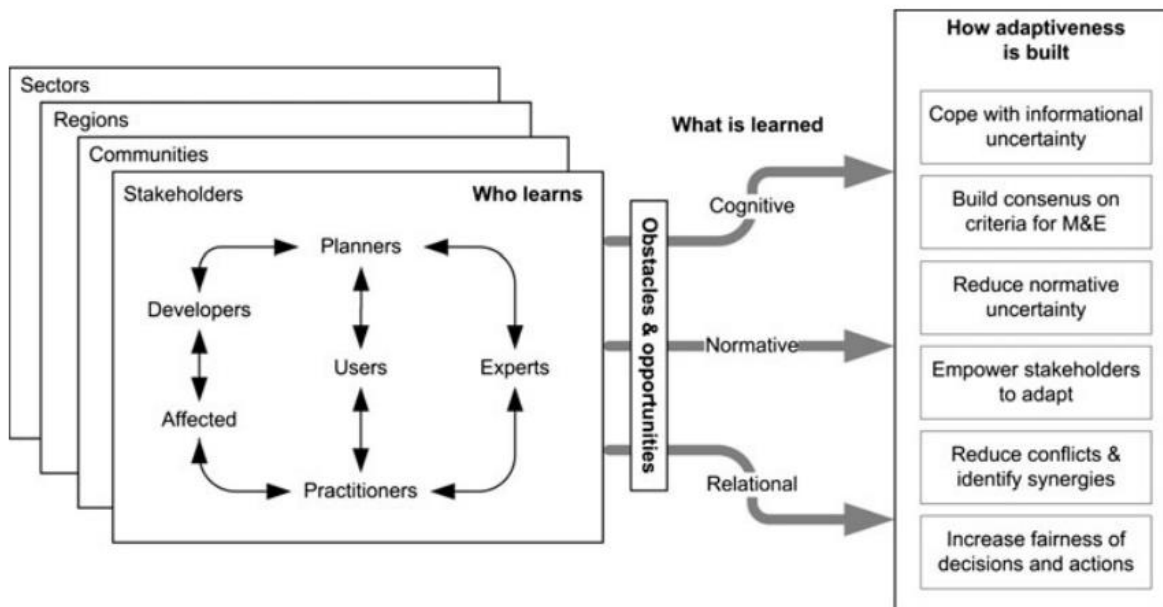 Sectors
Regions
Communities
Stakeholders
Who learns
Planners
Developers
Users
Experts
Affected
Practitioners
Obstacles & opportunities
What is learned
Cognitive
Normative
Relational
How adaptiveness
is built
Cope with informational
uncertainty
Build consenus on
criteria for M&E
Reduce normative
uncertainty
Empower stakeholders
to adapt
Reduce conflicts &
identify synergies
Increase fairness of
decisions and actions